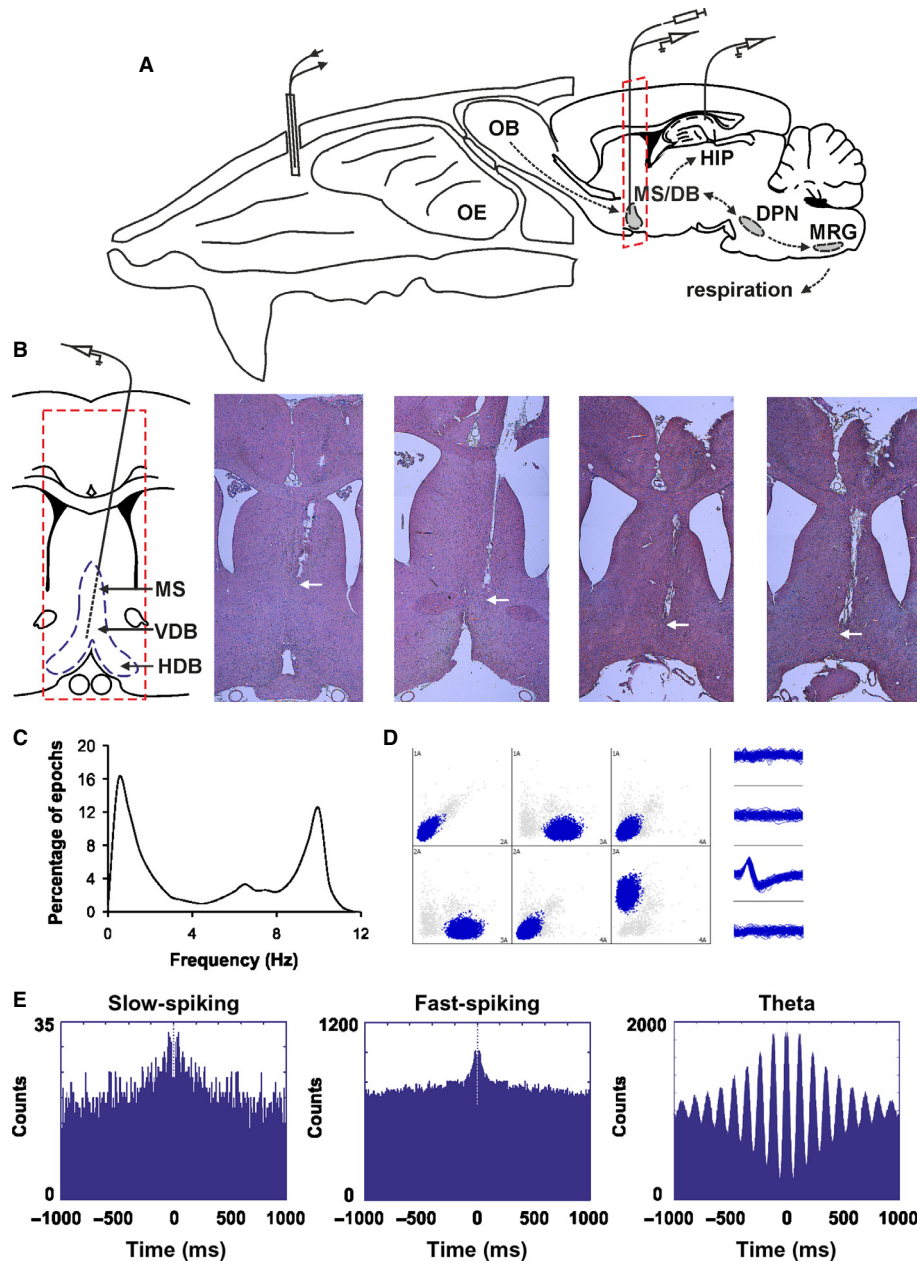 A
OB
OE
HIP
MS/DB
DPN
MRG
respiration
B
MS
VDB
HDB
C
Percentage of epochs
20
16
12
8
4
0
0 4 8 12
Frequency (Hz)
D
1A 1A 1A
2A 3A 4A
2A 2A 3A
3A 4A 4A
E
Slow-spiking
35
Counts
0
−1000 −500 0 500 1000
Time (ms)
Fast-spiking
1200
Counts
0
−1000 −500 0 500 1000
Time (ms)
Theta
2000
Counts
0
−1000 −500 0 500 1000
Time (ms)